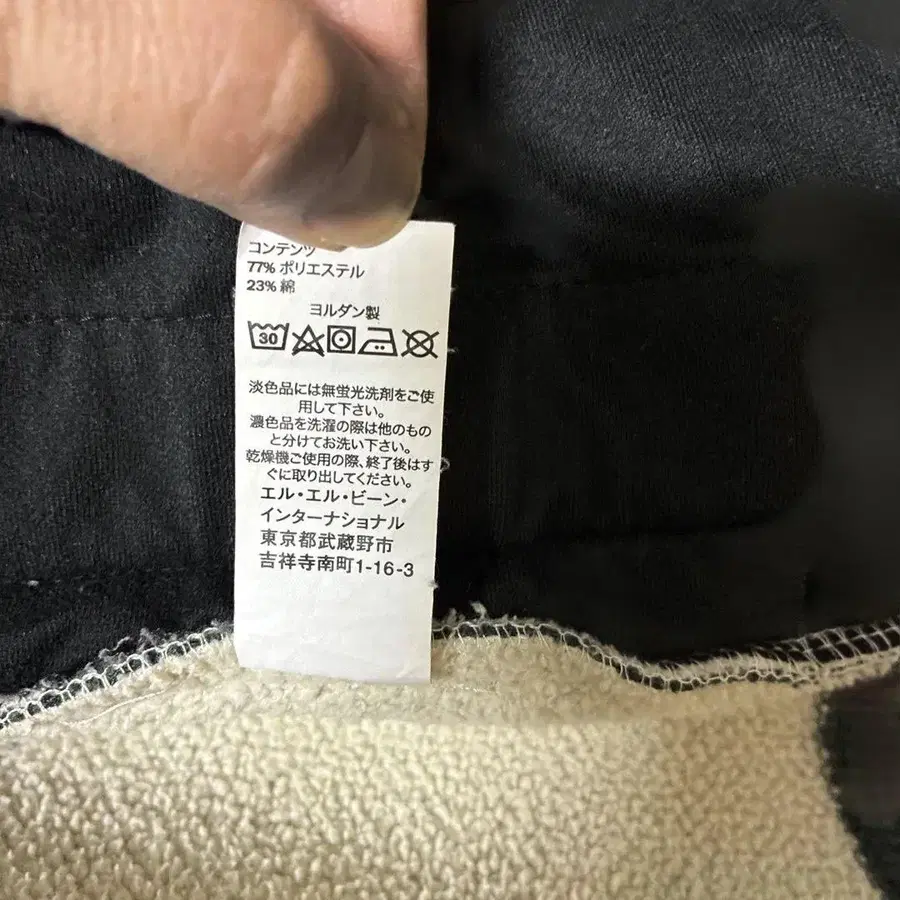 コンテンツ
77% ポリエステル
23% 綿
ヨルダン製
30
淡色品には無蛍光洗剤をご使
用して下さい。
濃色品を洗濯の際は他のもの
と分けてお洗い下さい。
乾燥機ご使用の際、終了後はす
ぐに取り出してください。
エル・エル・ビーン・
インターナショナル
東京都武蔵野市
吉祥寺南町1-16-3